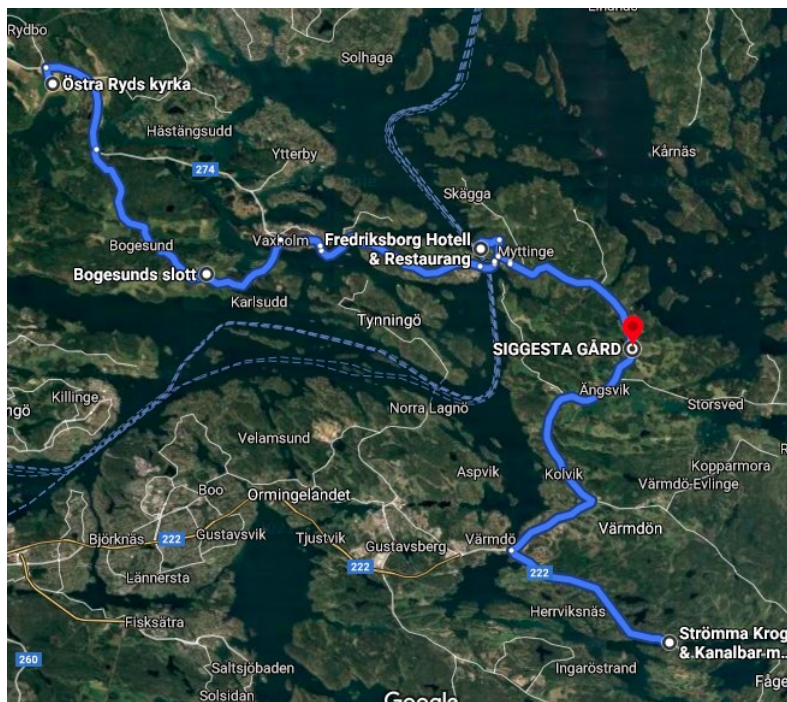 Rydbo
Solhaga
Östra Ryds kyrka
Hästängsudd
Kårnäs
Ytterby
274
Skägga
Fredriksborg Hotell
& Restaurang
Bogesund
Vaxholm
Myttinge
Bogesunds slott
Karlsudd
Tynningö
SIGGESTA GÅRD
Ängsvik
Killinge
Storsved
Norra Lagnö
Velamsund
Kopparmora
Aspvik
Kolvik
Boo
Ormingelandet
Värmdö-Evlinge
Värmdön
Björknäs
222
Gustavsvik
Tjustvik
Gustavsberg
Värmdö
222
Lännersta
222
Herrviksnäs
Fisksätra
Strömma Krog
& Kanalbar m...
260
Saltsjöbaden
Ingaröstrand
Solsidan
Google